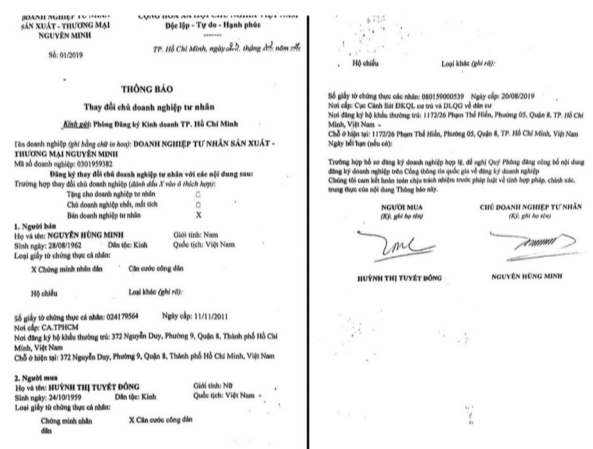 DOANH NGHIỆP TƯ NHÂN
SẢN XUẤT - THƯƠNG MẠI
NGUYÊN MINH
Số: 01/2019
CỘNG HÒA XÃ HỘI CHỦ NGHĨA VIỆT NAM
Độc lập - Tự do - Hạnh phúc
TP. Hồ Chí Minh, ngày tháng năm
THÔNG BÁO
Thay đổi chủ doanh nghiệp tư nhân
Kính gửi: Phòng Đăng ký Kinh doanh TP. Hồ Chí Minh
Tên doanh nghiệp (ghi bằng chữ in hoa): DOANH NGHIỆP TƯ NHÂN SẢN XUẤT -
THƯƠNG MẠI NGUYÊN MINH
Mã số doanh nghiệp: 0301959382
Đăng ký thay đổi chủ doanh nghiệp tư nhân với các nội dung sau:
Trường hợp thay đổi chủ doanh nghiệp (đánh dấu X vào ô thích hợp):
Tặng cho doanh nghiệp tư nhân
Chủ doanh nghiệp chết, mất tích
Bán doanh nghiệp tư nhân X
1. Người bán
Họ và tên: NGUYỄN HÙNG MINH Giới tính: Nam
Sinh ngày: 28/08/1962 Dân tộc: Kinh Quốc tịch: Việt Nam
Loại giấy tờ chứng thực cá nhân:
X Chứng minh nhân dân Căn cước công dân
Hộ chiếu Loại khác (ghi rõ):
Số giấy tờ chứng thực cá nhân: 024179564 Ngày cấp: 11/11/2011
Nơi cấp: CA.TPHCM
Nơi đăng ký hộ khẩu thường trú: 372 Nguyễn Duy, Phường 9, Quận 8, Thành phố Hồ Chí
Minh, Việt Nam
Chỗ ở hiện tại: 372 Nguyễn Duy, Phường 9, Quận 8, Thành phố Hồ Chí Minh, Việt Nam
2. Người mua
Họ và tên: HUỲNH THỊ TUYẾT ĐÔNG Giới tính: Nữ
Sinh ngày: 24/10/1959 Dân tộc: Kinh Quốc tịch: Việt Nam
Loại giấy tờ chứng thực cá nhân:
Chứng minh nhân X Căn cước công dân
dân
Hộ chiếu Loại khác (ghi rõ):
Số giấy tờ chứng thực các nhân: 080159000539 Ngày cấp: 20/08/2019
Nơi cấp: Cục Cảnh Sát ĐKQL cư trú và DLQG về dân cư
Nơi đăng ký hộ khẩu thường trú: 1172/26 Phạm Thế Hiển, Phường 05, Quận 8, TP. Hồ Chí
Minh, Việt Nam
Chỗ ở hiện tại: 1172/26 Phạm Thế Hiển, Phường 05, Quận 8, TP. Hồ Chí Minh, Việt Nam
Ngày hết hạn (nếu có):
Trường hợp hồ sơ đăng ký doanh nghiệp hợp lệ, đề nghị Quý Phòng đăng công bố nội dung
đăng ký doanh nghiệp trên Cổng thông tin quốc gia về đăng ký doanh nghiệp
Chúng tôi cam kết hoàn toàn chịu trách nhiệm trước pháp luật về tính hợp pháp, chính xác,
trung thực của nội dung Thông báo này.
NGƯỜI MUA
(Ký, ghi họ tên)
HUỲNH THỊ TUYẾT ĐÔNG
CHỦ DOANH NGHIỆP TƯ NHÂN
(Ký, ghi họ tên)
NGUYÊN HÙNG MINH